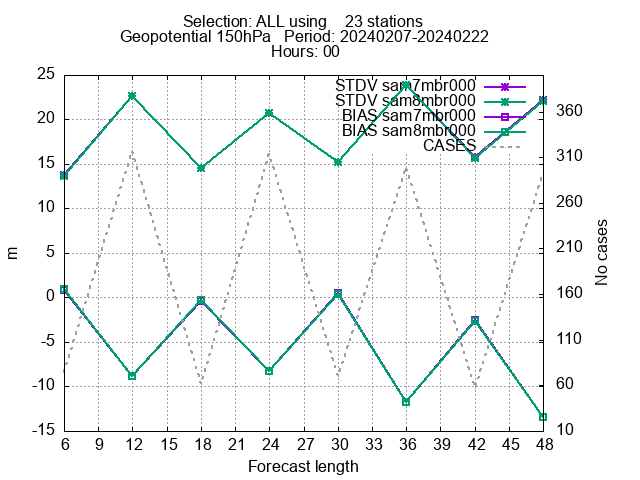 Selection: ALL using 23 stations
Geopotential 150hPa Period: 20240207-20240222
Hours: 00
STDV sam7mbr000
STDV sam8mbr000
BIAS sam7mbr000
BIAS sam8mbr000
CASES
25
20
15
10
5
0
-5
-10
-15
m
360
310
260
210
160
110
60
10
No cases
6 9 12 15 18 21 24 27 30 33 36 39 42 45 48
Forecast length